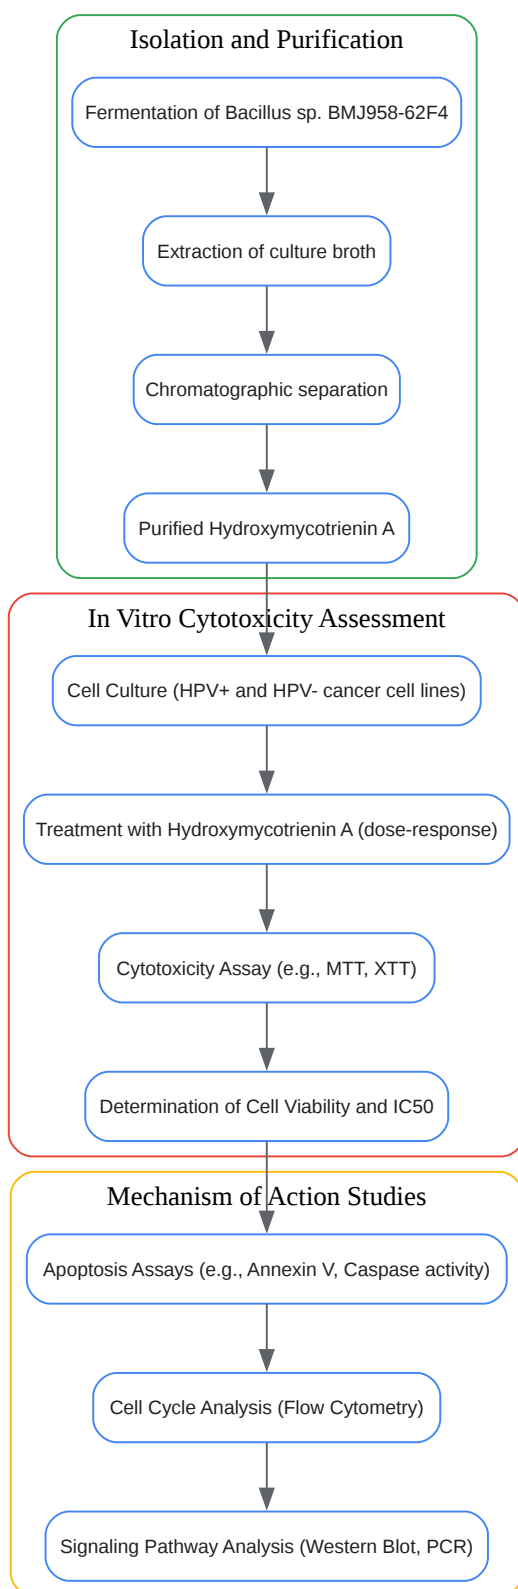 Isolation and Purification
Fermentation of Bacillus sp. BMJ958-62F4
Extraction of culture broth
Chromatographic separation
Purified Hydroxymycotrienin A
In Vitro Cytotoxicity Assessment
Cell Culture (HPV+ and HPV- cancer cell lines)
Treatment with Hydroxymycotrienin A (dose-response)
Cytotoxicity Assay (e.g., MTT, XTT)
Determination of Cell Viability and IC50
Mechanism of Action Studies
Apoptosis Assays (e.g., Annexin V, Caspase activity)
Cell Cycle Analysis (Flow Cytometry)
Signaling Pathway Analysis (Western Blot, PCR)